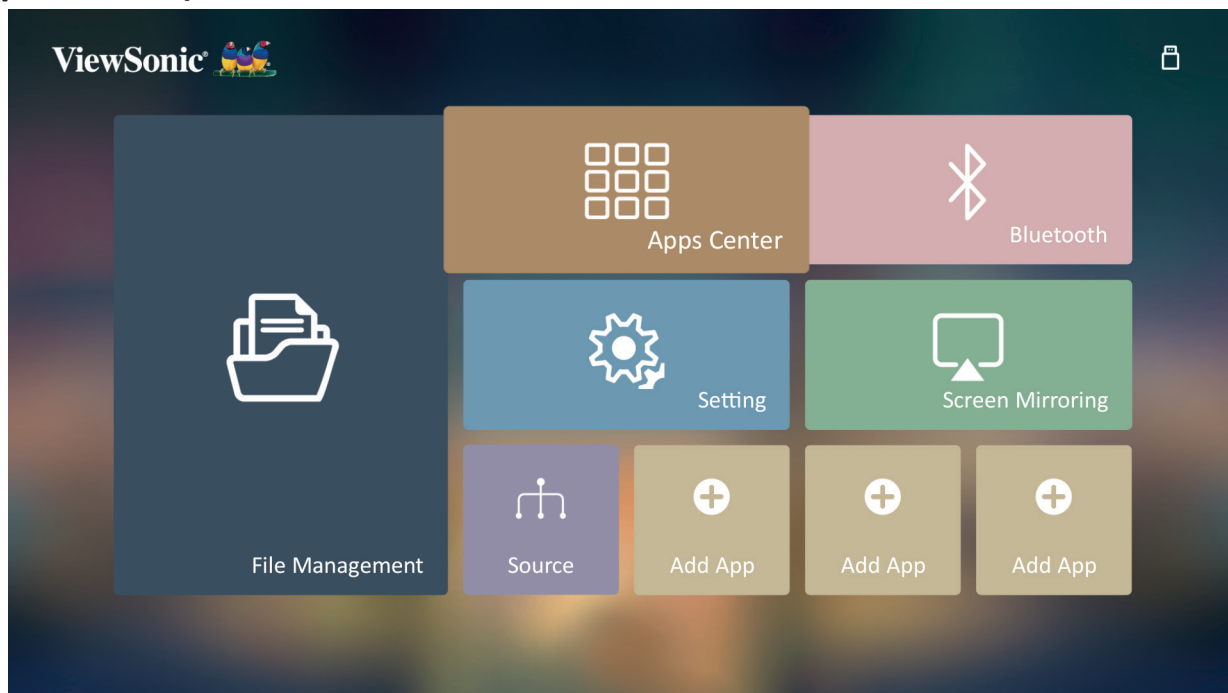 ViewSonic®
Apps Center
Bluetooth
Setting
Screen Mirroring
File Management
Source
Add App
Add App
Add App